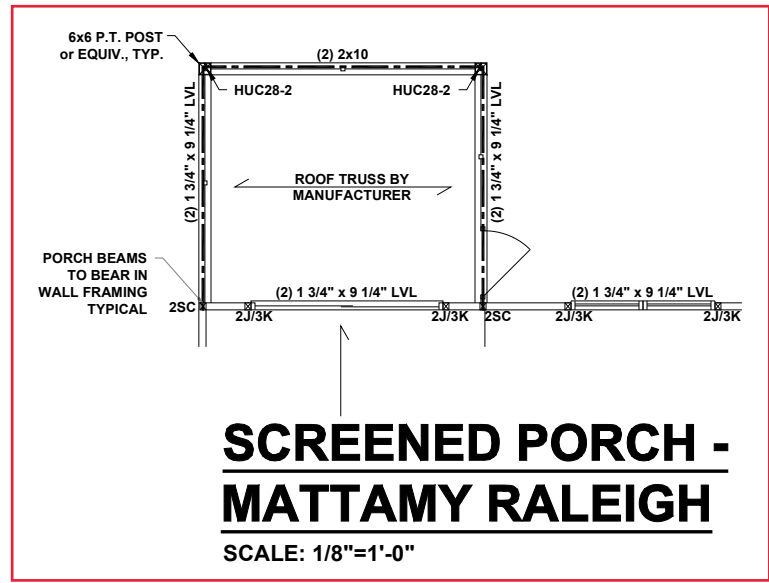 6x6 P.T. POST
or EQUIV., TYP.
(2) 2x10
HUC28-2
HUC28-2
(2) 1 3/4" x 9 1/4" LVL
(2) 1 3/4" x 9 1/4" LVL
ROOF TRUSS BY
MANUFACTURER
PORCH BEAMS
TO BEAR IN
WALL FRAMING
TYPICAL
(2) 1 3/4" x 9 1/4" LVL
(2) 1 3/4" x 9 1/4" LVL
2SC
2J/3K
2J/3K
2SC
2J/3K
2J/3K
SCREENED PORCH -
MATTAMY RALEIGH
SCALE: 1/8"=1'-0"